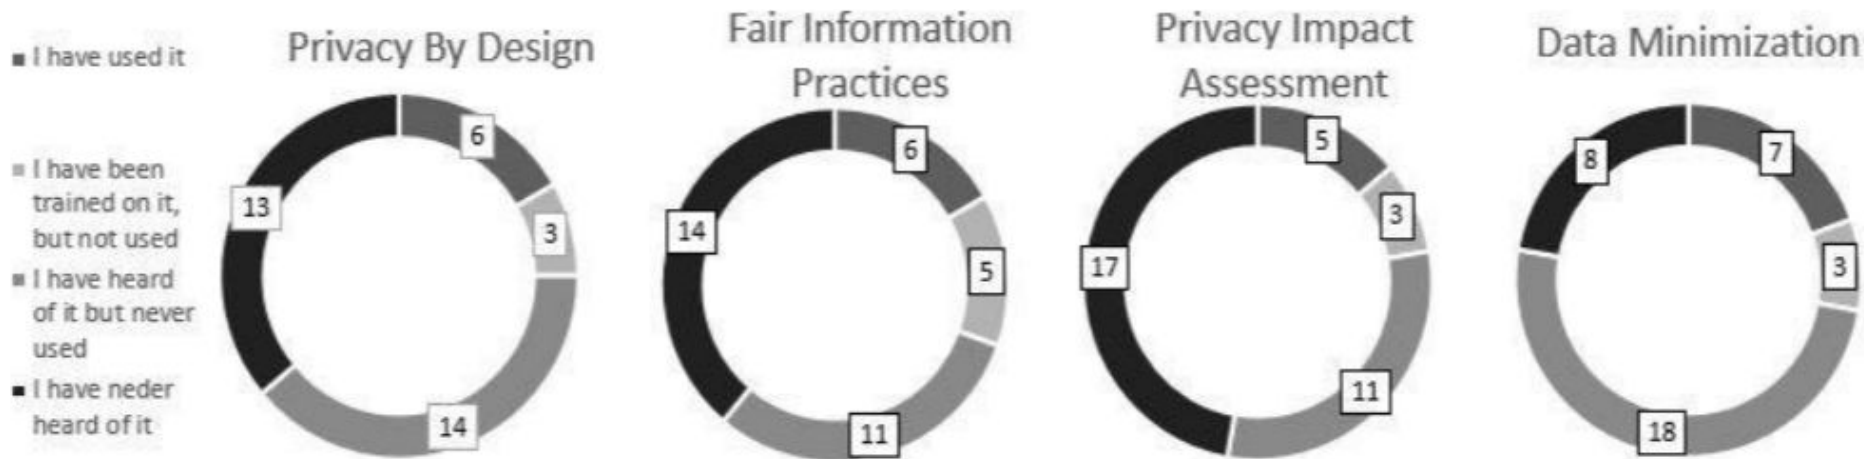 I have used it
I have been
trained on it,
but not used
I have heard
of it but never
used
I have neder
heard of it
Privacy By Design
6
3
14
13
Fair Information
Practices
6
5
11
14
Privacy Impact
Assessment
5
3
11
17
Data Minimization
7
3
18
8